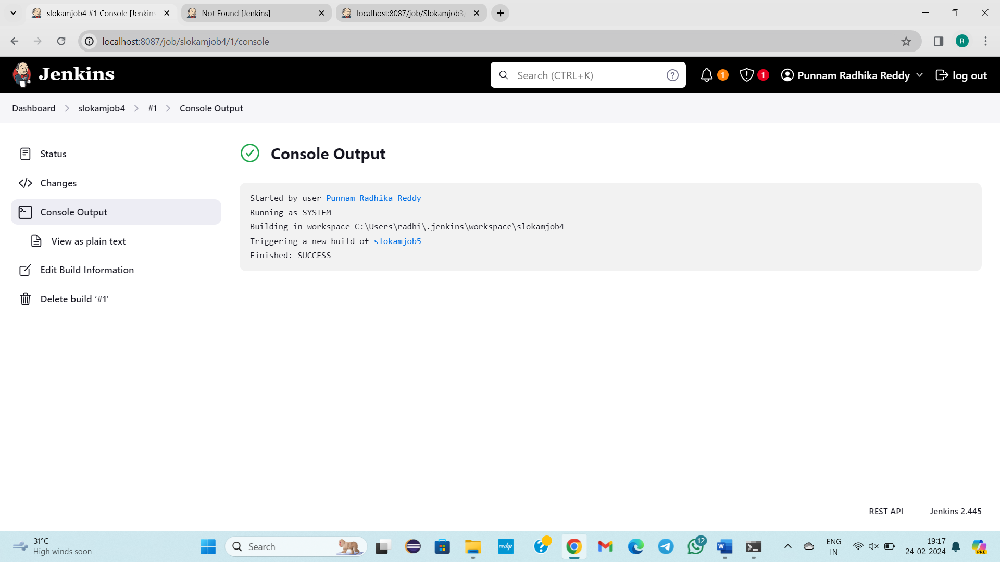 slokamjob4 #1 Console [Jenkins
Not Found [Jenkins]
localhost:8087/job/Slokamjob3/
localhost:8087/job/slokamjob4/1/console
R
Jenkins
Search (CTRL+K)
?
1
1
Punnam Radhika Reddy
log out
Dashboard
slokamjob4
#1
Console Output
Status
Changes
Console Output
View as plain text
Edit Build Information
Delete build ‘#1’
Console Output
Started by user Punnam Radhika Reddy
Running as SYSTEM
Building in workspace C:\Users\radhi\.jenkins\workspace\slokamjob4
Triggering a new build of slokamjob5
Finished: SUCCESS
REST API
Jenkins 2.445
31°C
High winds soon
Search
myhp
?
12
W
ENG
IN
19:17
24-02-2024
PRE